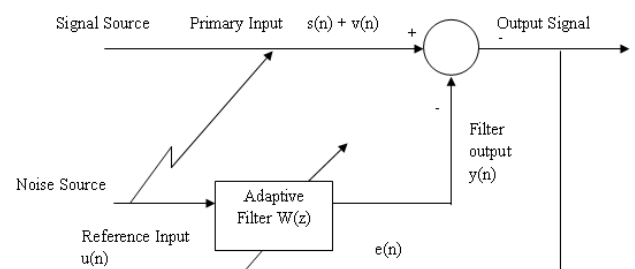 Signal Source Primary Input s(n) + v(n) + - Output Signal
-
Filter
output
y(n)
Noise Source
Adaptive
Filter W(z)
Reference Input
u(n)
e(n)